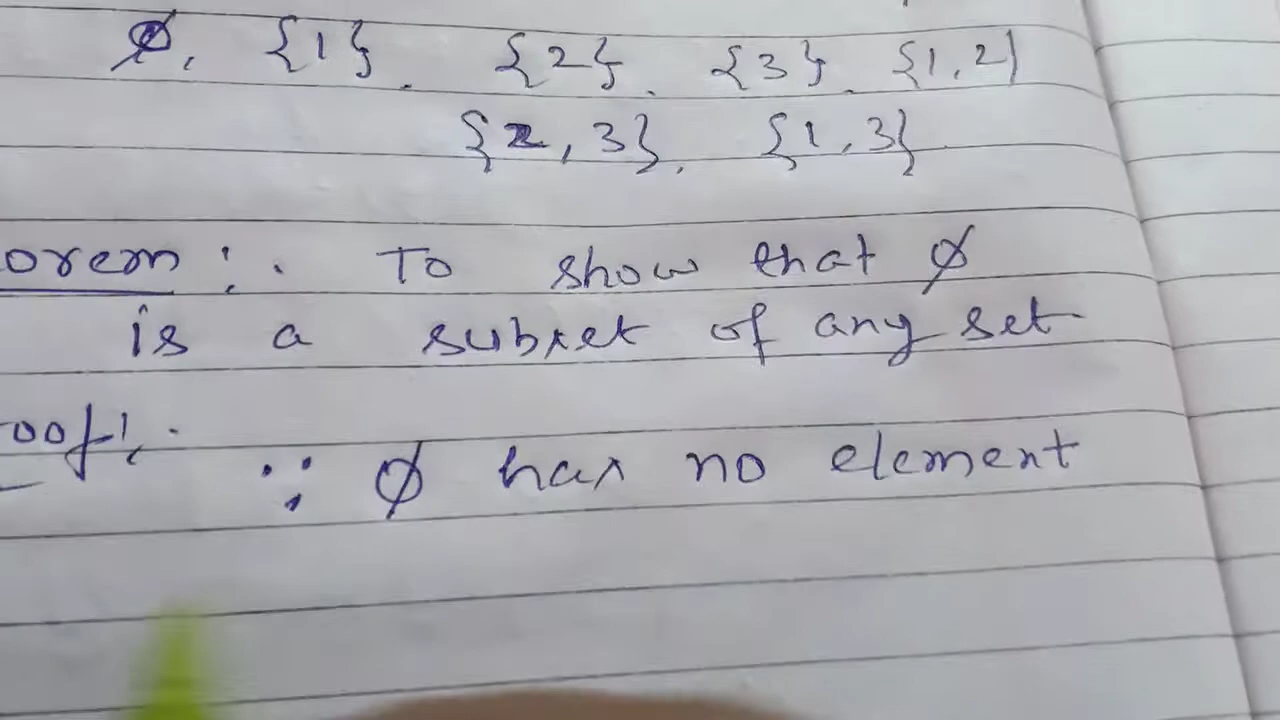 ø, {1}, {2}, {3}, {1,2}
{2,3}, {1,3}
orem : . To show that ø
is a subset of any set
oof :.
∵ ø has no element